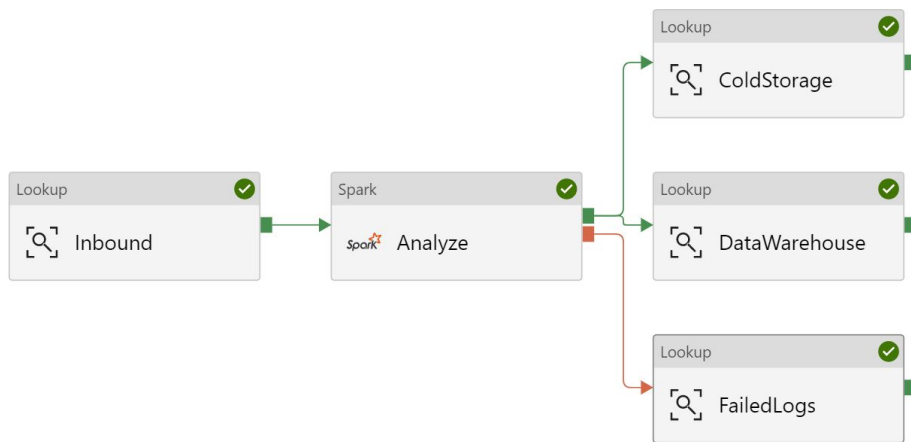 Lookup
ColdStorage
Lookup
Inbound
Spark
Spark
Analyze
Lookup
DataWarehouse
Lookup
FailedLogs